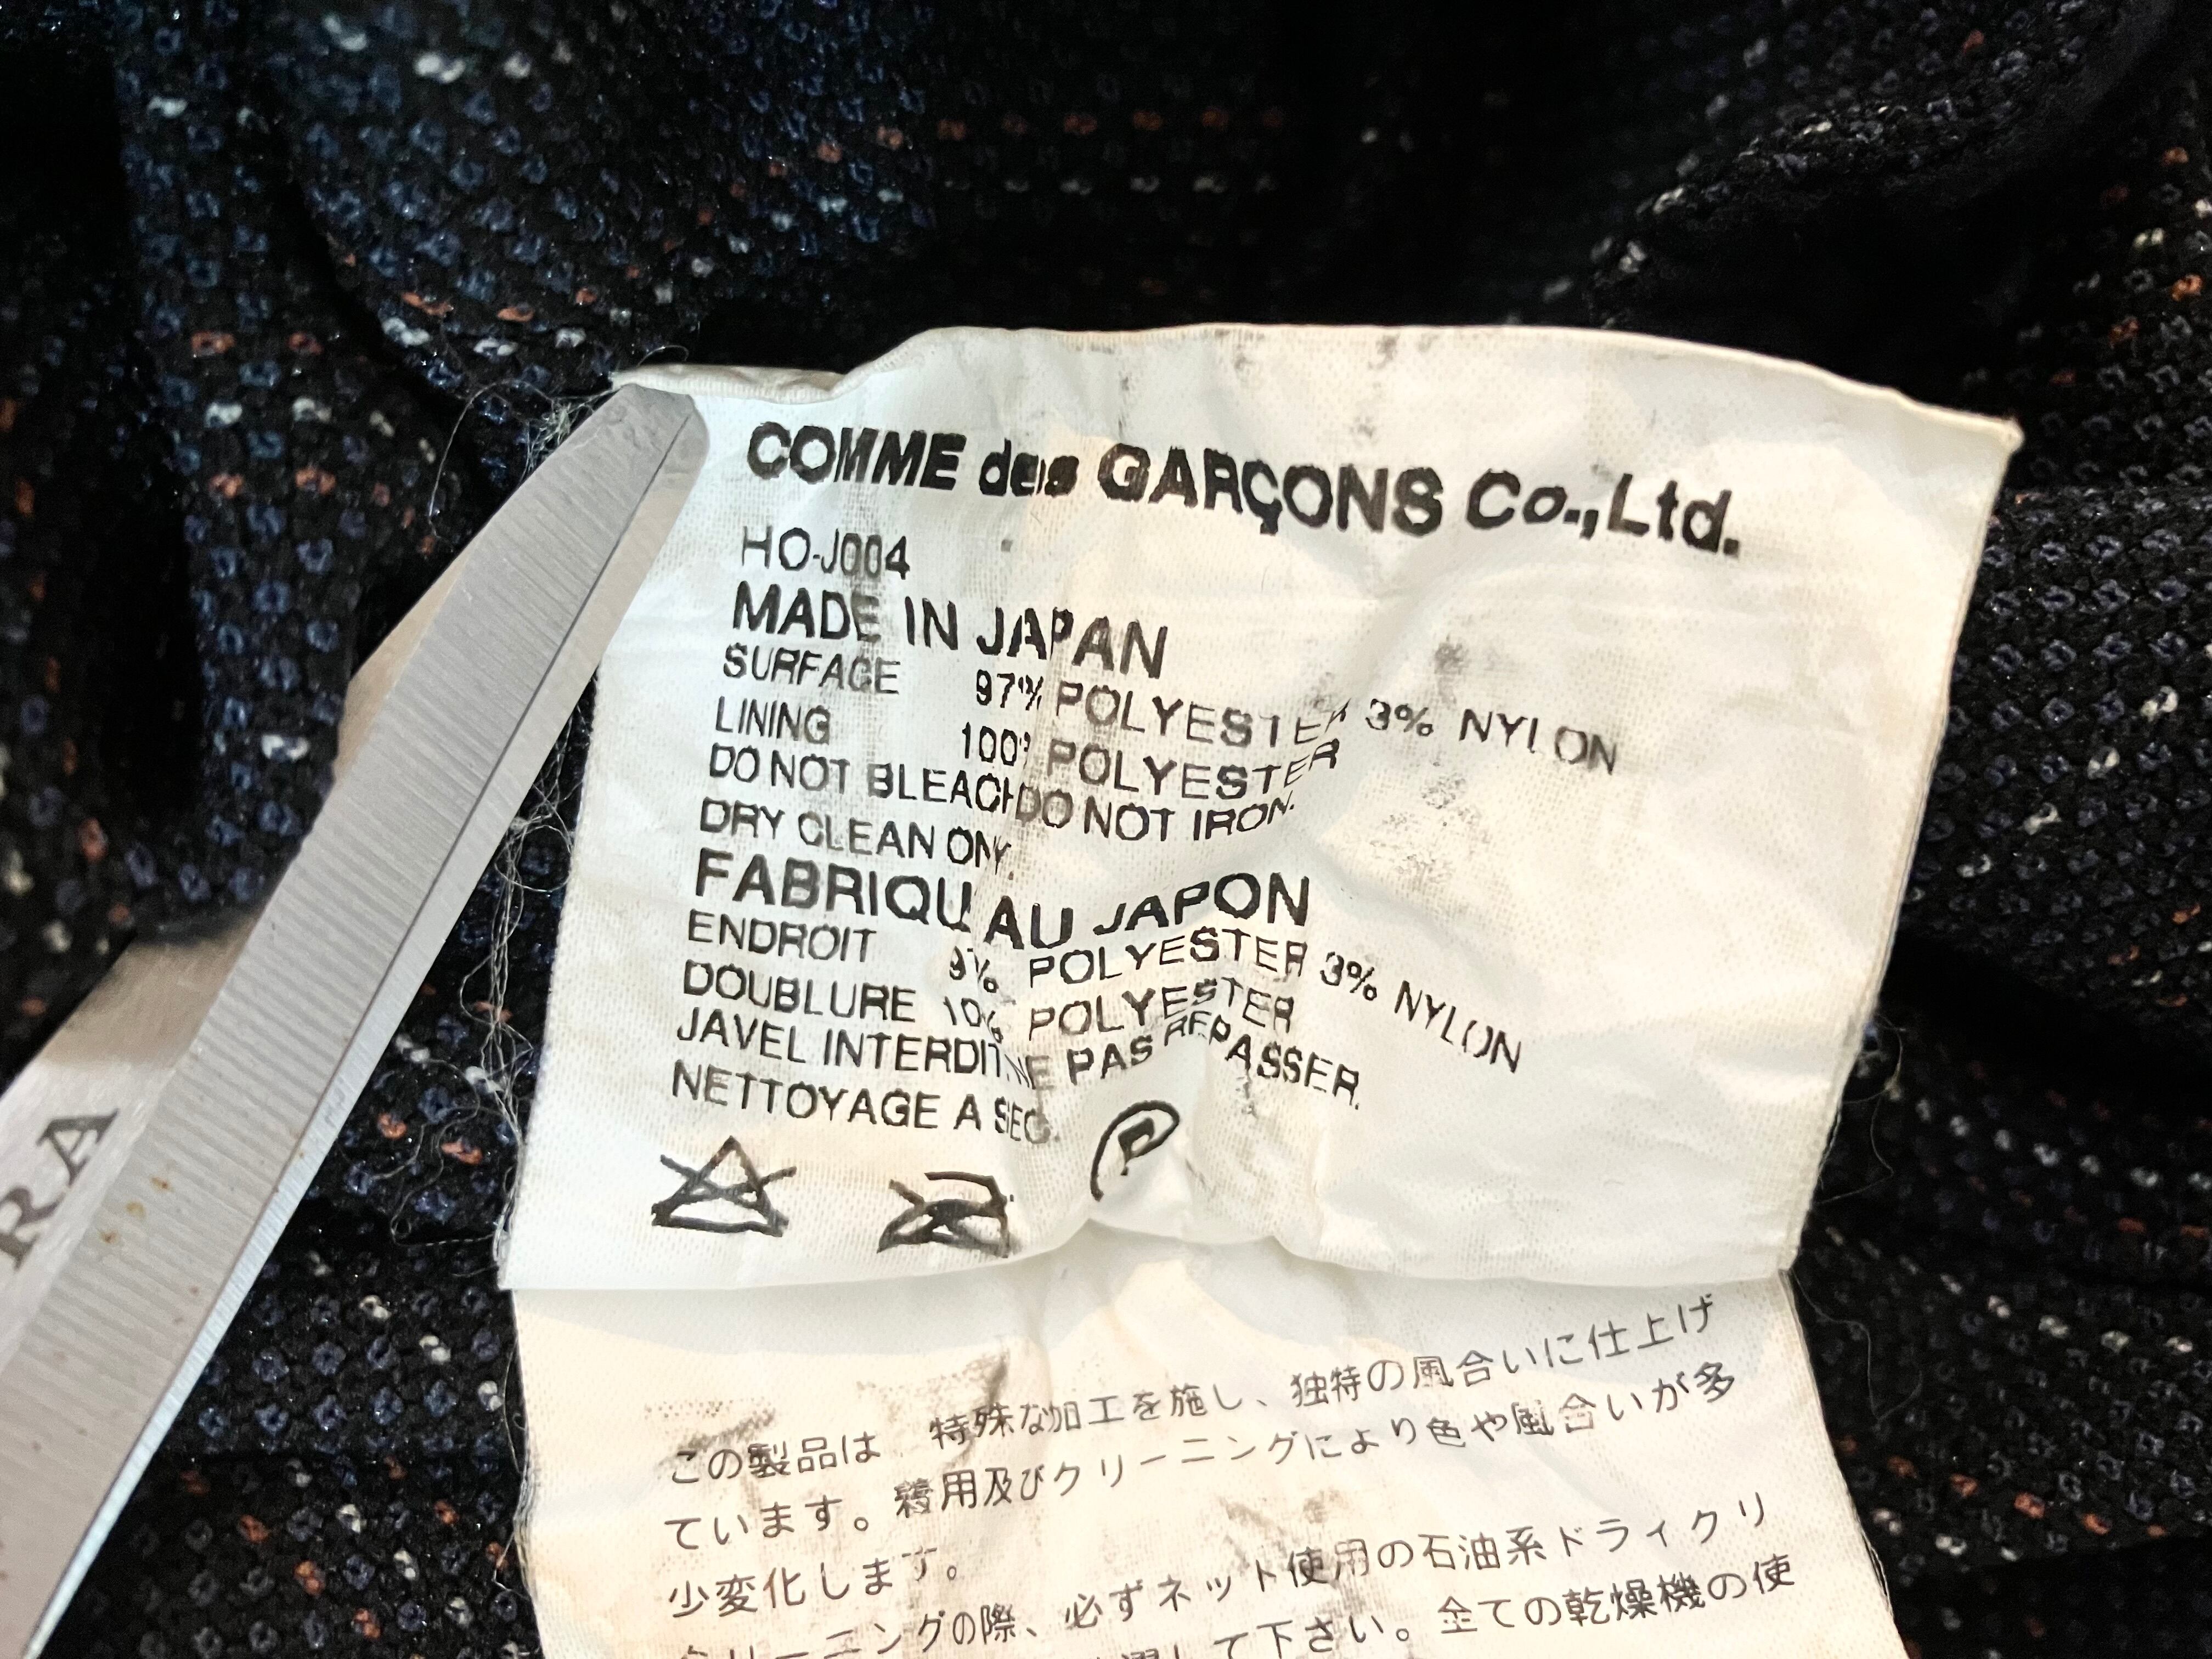 COMME des GARÇONS Co.,Ltd.
HO-J004
MADE IN JAPAN
SURFACE 97% POLYESTER 3% NYLON
LINING 100% POLYESTER
DO NOT BLEACH DO NOT IRON.
DRY CLEAN ONY.
FABRIQU AU JAPON
ENDROIT 97% POLYESTER 3% NYLON
DOUBLURE 100% POLYESTER
JAVEL INTERDIT. NE PAS REPASSER.
NETTOYAGE A SEC.
P
RA
この製品は、特殊な加工を施し、独特の風合いに仕上げ
ています。着用及びクリーニングにより色や風合いが多
少変化します。
クリーニングの際、必ずネット使用の石油系ドライクリ
して下さい。全ての乾燥機の使